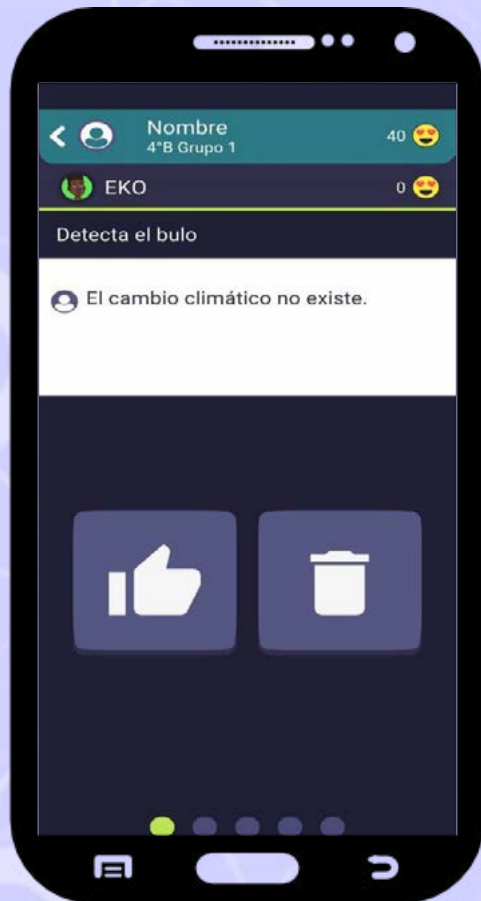 Nombre
4°B Grupo 1
40
EKO
0
Detecta el bulo
El cambio climático no existe.